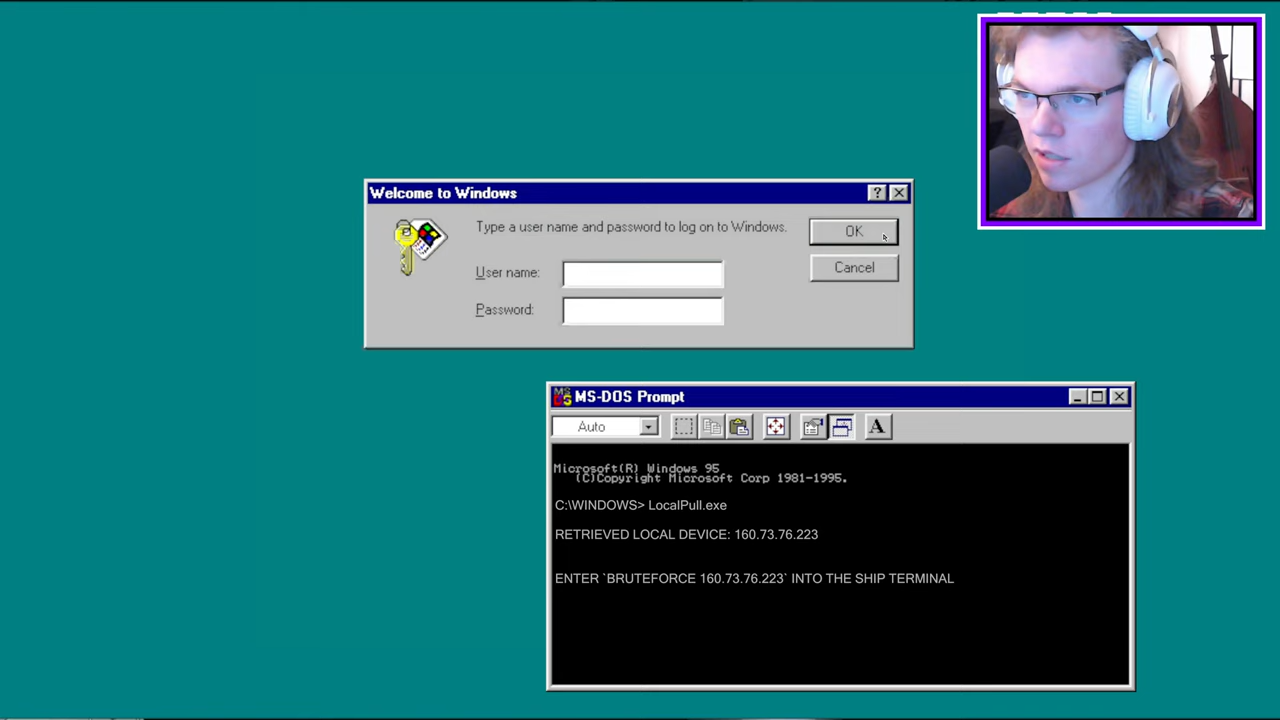 Welcome to Windows
Type a user name and password to log on to Windows.
OK
User name:
Cancel
Password:
MS-DOS Prompt
Auto
A
Microsoft(R) Windows 95
(C)Copyright Microsoft Corp 1981-1995.
C:\WINDOWS> LocalPull.exe
RETRIEVED LOCAL DEVICE: 160.73.76.223
ENTER `BRUTEFORCE 160.73.76.223` INTO THE SHIP TERMINAL